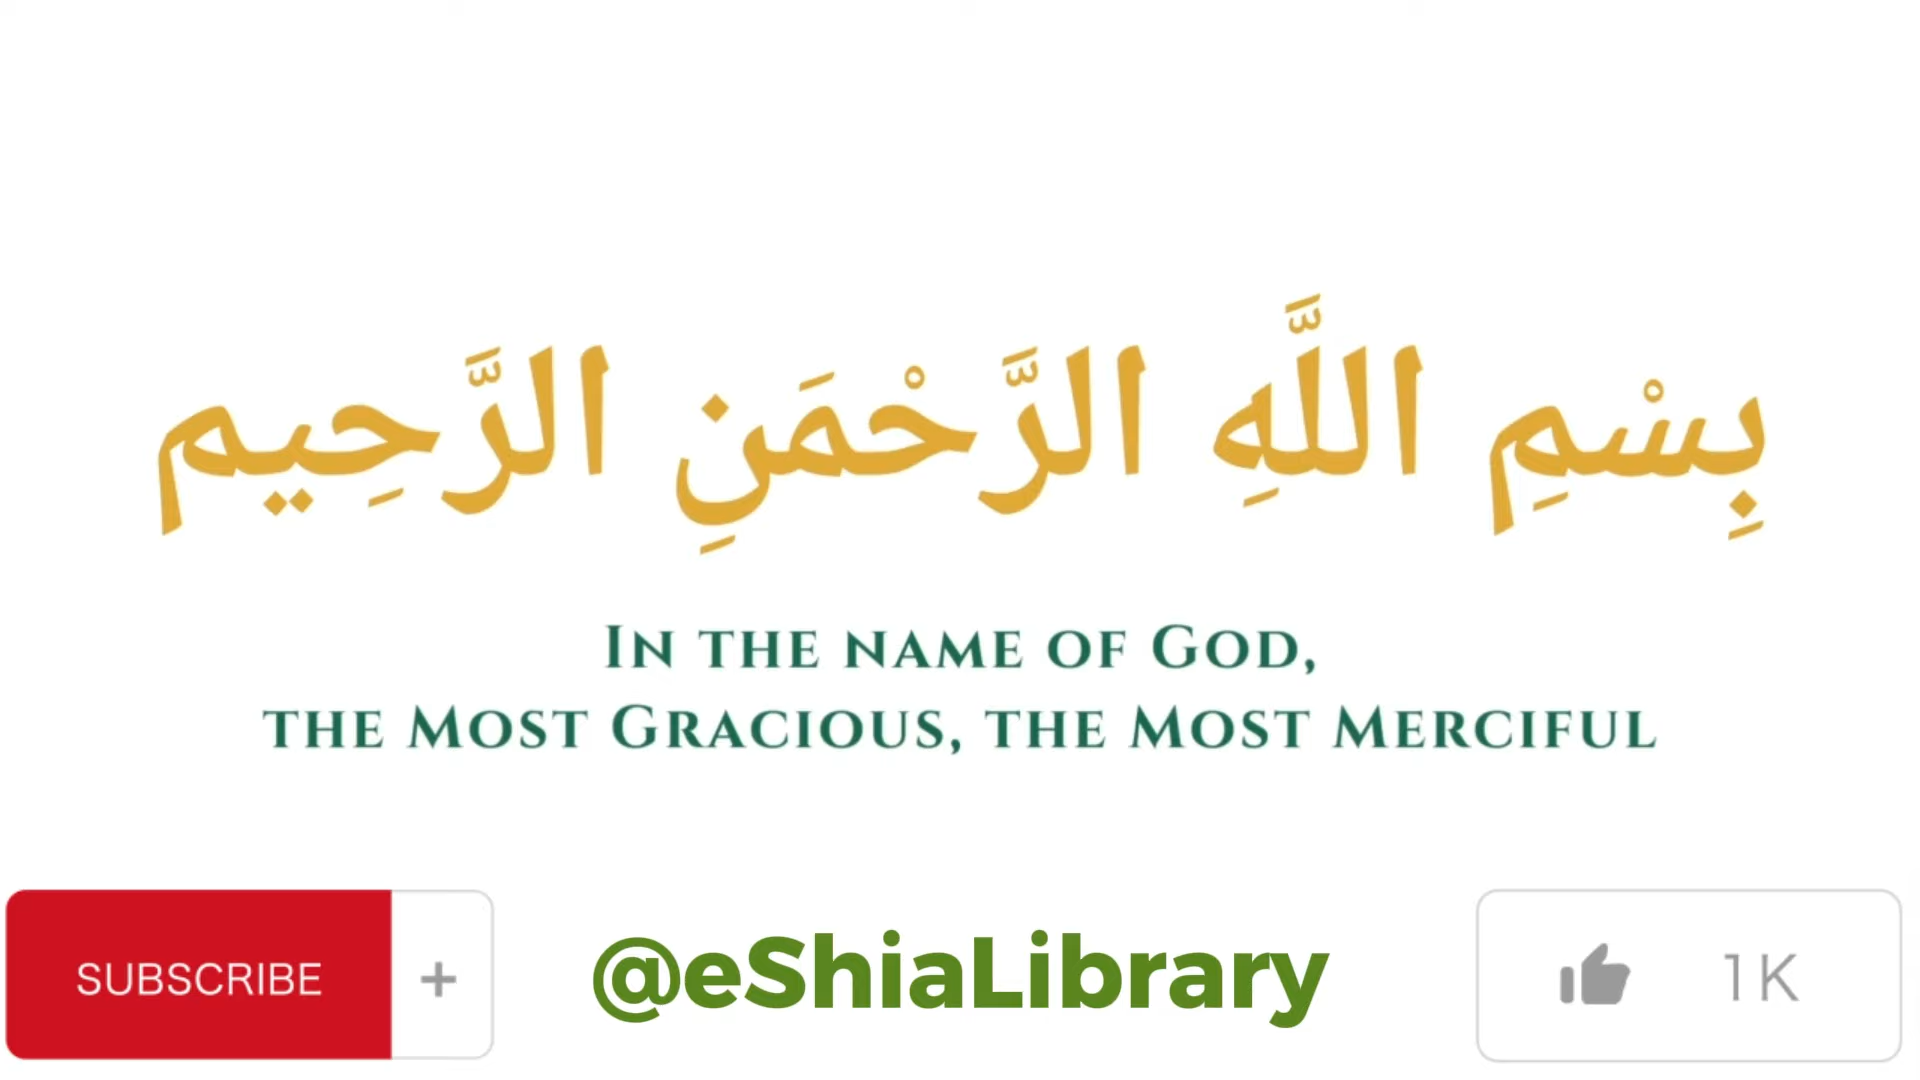 بِسْمِ اللَّهِ الرَّحْمَنِ الرَّحِيم
In the name of God,
the Most Gracious, the Most Merciful
SUBSCRIBE +
@eShiaLibrary
1K